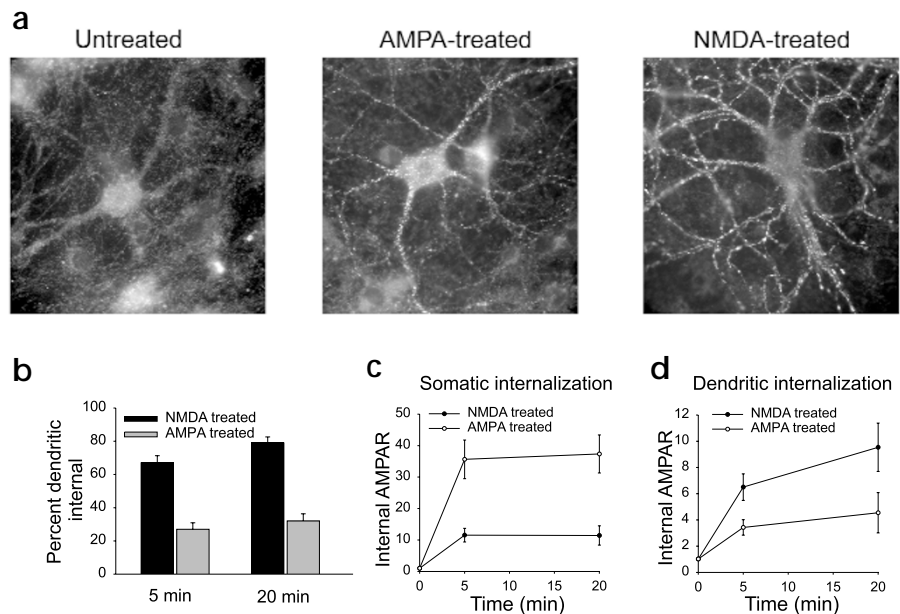 a
Untreated
AMPA-treated
NMDA-treated
b
Percent dendritic
internal
100
80
60
40
20
0
NMDA treated
AMPA treated
5 min
20 min
c
Somatic internalization
Internal AMPAR
50
40
30
20
10
0
NMDA treated
AMPA treated
0
5
10
15
20
Time (min)
d
Dendritic internalization
Internal AMPAR
12
10
8
6
4
2
0
NMDA treated
AMPA treated
0
5
10
15
20
Time (min)